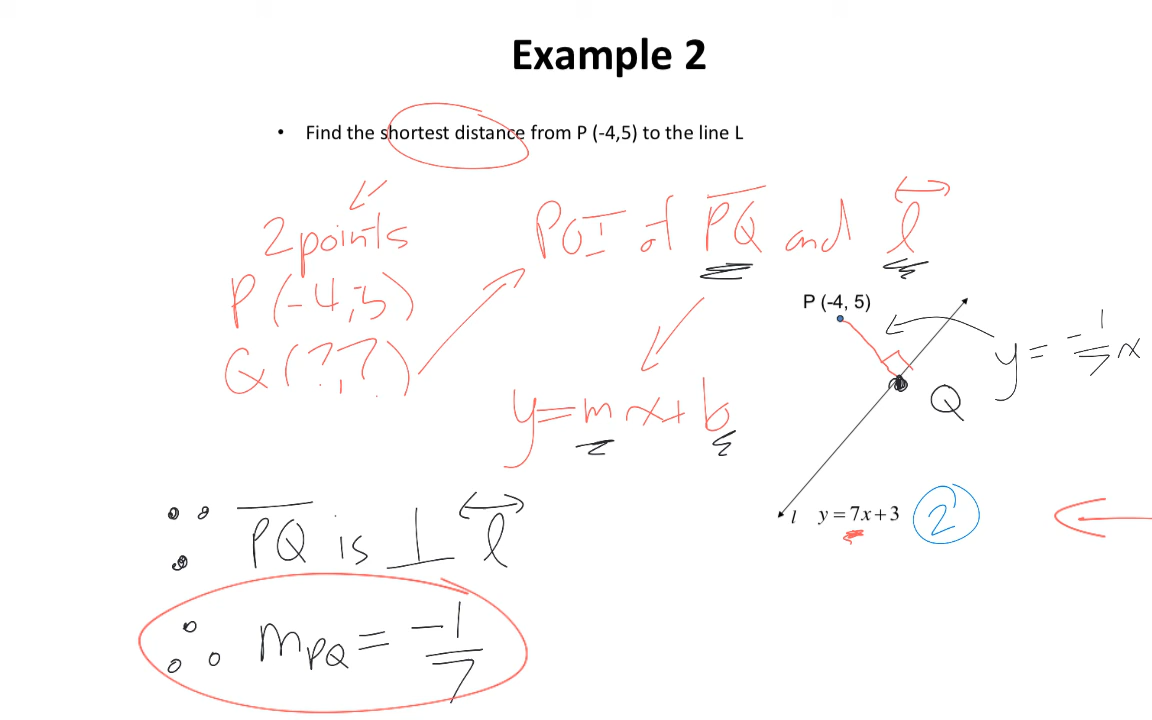 Example 2
• Find the shortest distance from P (-4,5) to the line L
2 points
P (-4,5)
Q (?,?)
POI of PQ and l
y=mx+b
P (-4, 5)
y = -1/7 x
Q
l y = 7x+3 2
∵ PQ is ⊥ l
∴ mPQ = -1/7